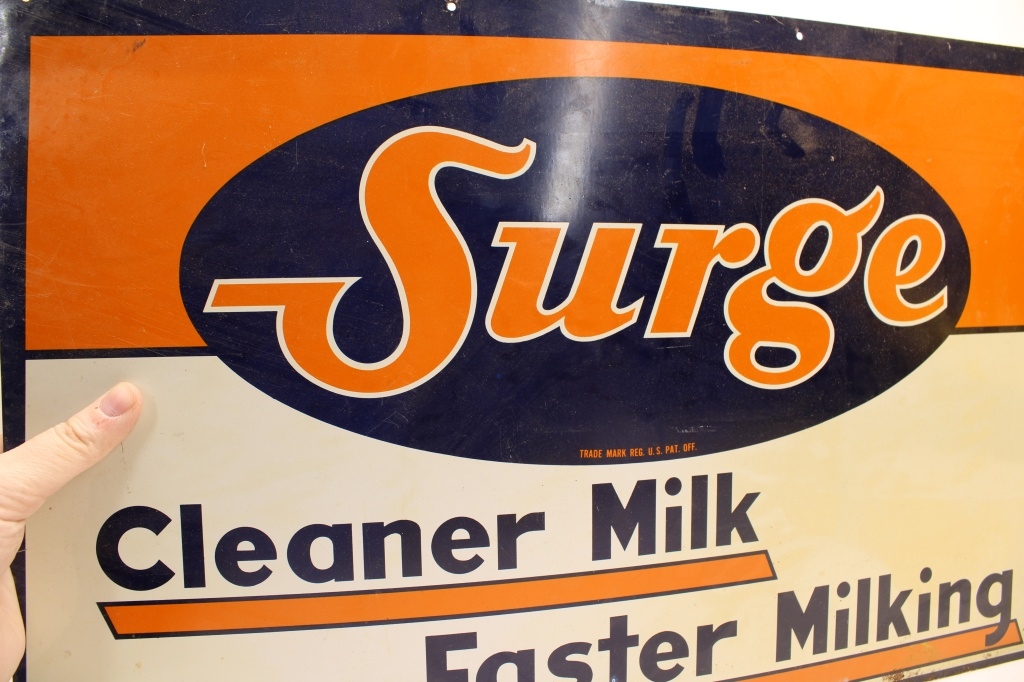 Surge
TRADE MARK REG. U.S. PAT. OFF.
Cleaner Milk
Faster Milking